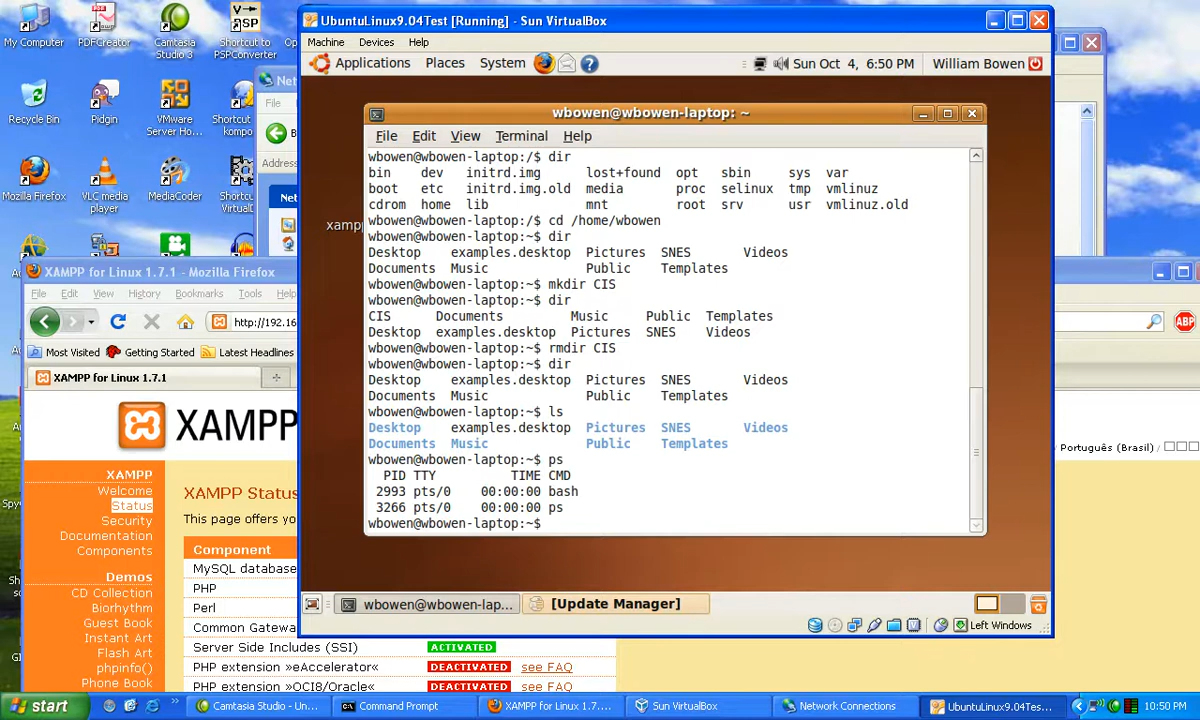 UbuntuLinux9.04Test [Running] - Sun VirtualBox
Machine Devices Help
Applications Places System Sun Oct 4, 6:50 PM William Bowen
wbowen@wbowen-laptop: ~
File Edit View Terminal Help
wbowen@wbowen-laptop:/$ dir
bin dev initrd.img lost+found opt sbin sys var
boot etc initrd.img.old media proc selinux tmp vmlinuz
cdrom home lib mnt root srv usr vmlinuz.old
wbowen@wbowen-laptop:/$ cd /home/wbowen
wbowen@wbowen-laptop:~$ dir
Desktop examples.desktop Pictures SNES Videos
Documents Music Public Templates
wbowen@wbowen-laptop:~$ mkdir CIS
wbowen@wbowen-laptop:~$ dir
CIS Documents Music Public Templates
Desktop examples.desktop Pictures SNES Videos
wbowen@wbowen-laptop:~$ rmdir CIS
wbowen@wbowen-laptop:~$ dir
Desktop examples.desktop Pictures SNES Videos
Documents Music Public Templates
wbowen@wbowen-laptop:~$ ls
Desktop examples.desktop Pictures SNES Videos
Documents Music Public Templates
wbowen@wbowen-laptop:~$ ps
PID TTY TIME CMD
2993 pts/0 00:00:00 bash
3266 pts/0 00:00:00 ps
wbowen@wbowen-laptop:~$
wbowen@wbowen-lap... [Update Manager]
Left Windows
My Computer PDFCreator Camtasia Studio 3 Shortcut to PSPConverter
Recycle Bin Pidgin VMware Server Ho... Shortcut kompo
Mozilla Firefox VLC media player MediaCoder
File
Address
xampp
XAMPP for Linux 1.7.1 - Mozilla Firefox
File Edit View History Bookmarks Tools Help
http://192.16
ABP
Most Visited Getting Started Latest Headlines
XAMPP for Linux 1.7.1
XAMPP
Português (Brasil) /
XAMPP
Welcome
Status
Security
Documentation
Components
Demos
CD Collection
Biorhythm
Guest Book
Instant Art
Flash Art
phpinfo()
Phone Book
XAMPP Status
This page offers yo
Component
MySQL database
PHP
Perl
Common Gatewa
Server Side Includes (SSI) ACTIVATED
PHP extension »eAccelerator« DEACTIVATED see FAQ
PHP extension »OCI8/Oracle« DEACTIVATED see FAQ
start Camtasia Studio - Un... Command Prompt XAMPP for Linux 1.7.... Sun VirtualBox Network Connections UbuntuLinux9.04Tes... 10:50 PM